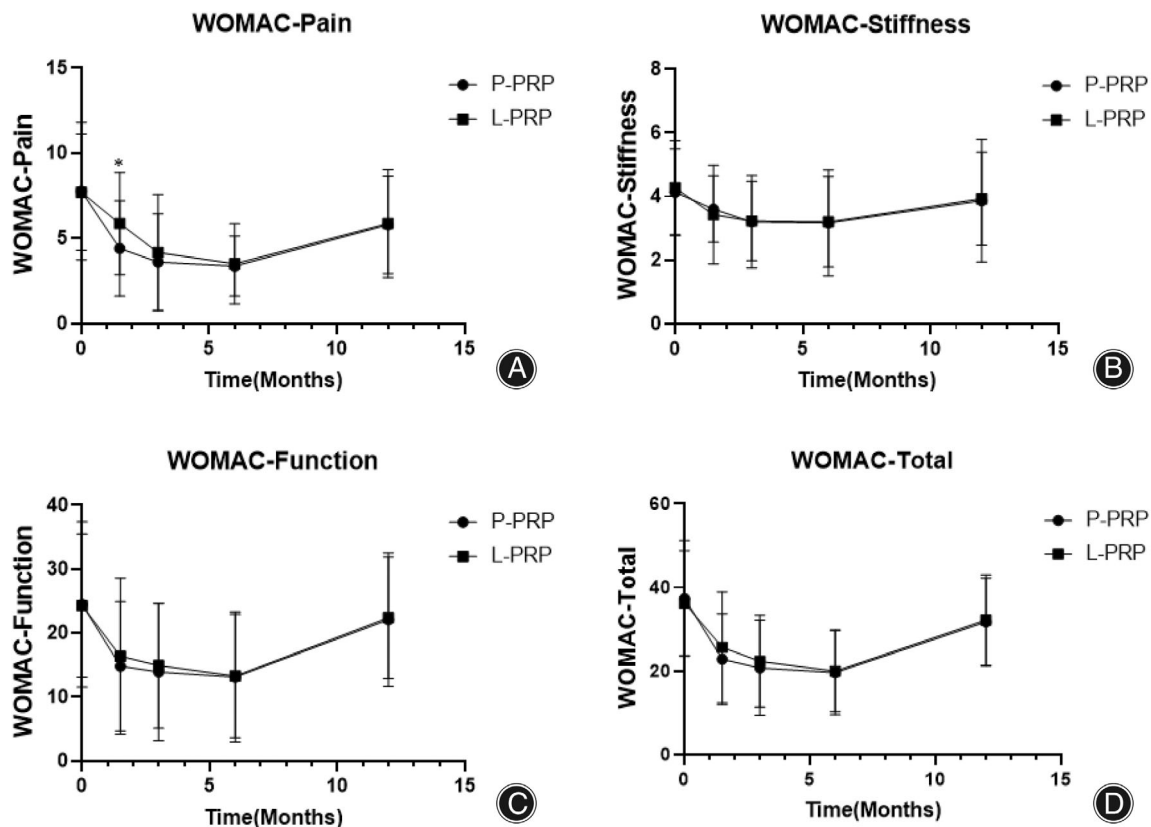 WOMAC-Pain
15
10
5
0
WOMAC-Pain
*
P-PRP
L-PRP
0 5 10 15
Time(Months)
A
WOMAC-Stiffness
8
6
4
2
0
WOMAC-Stiffness
P-PRP
L-PRP
0 5 10 15
Time(Months)
B
WOMAC-Function
40
30
20
10
0
WOMAC-Function
P-PRP
L-PRP
0 5 10 15
Time(Months)
C
WOMAC-Total
60
40
20
0
WOMAC-Total
P-PRP
L-PRP
0 5 10 15
Time(Months)
D